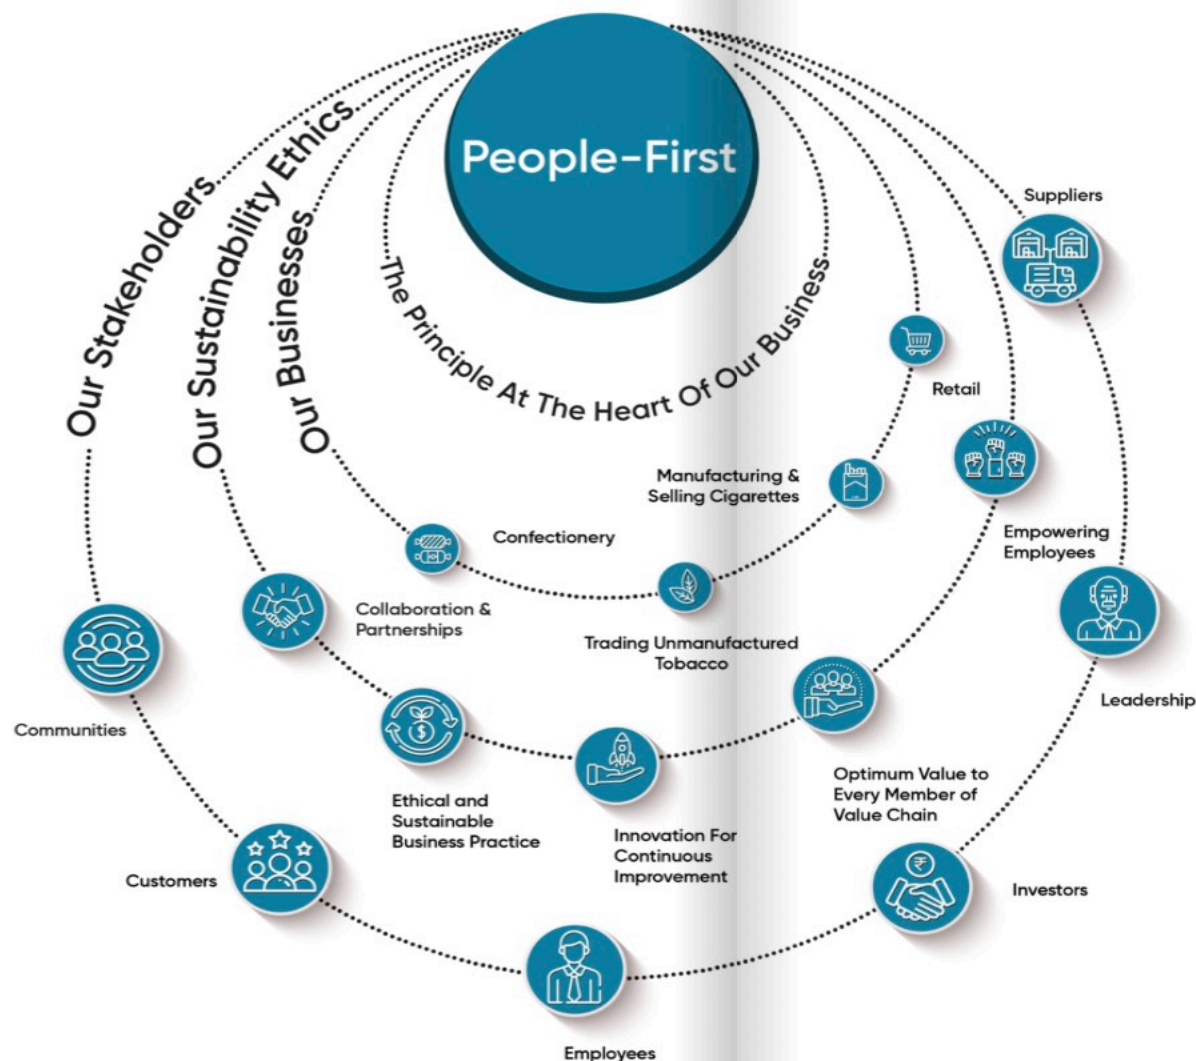 People-First
The Principle At The Heart Of Our Business
Our Businesses
Our Sustainability Ethics
Our Stakeholders
Suppliers
Retail
Manufacturing &
Selling Cigarettes
Empowering
Employees
Confectionery
Collaboration &
Partnerships
Trading Unmanufactured
Tobacco
Leadership
Communities
Optimum Value to
Every Member of
Value Chain
Ethical and
Sustainable
Business Practice
Innovation For
Continuous
Improvement
Customers
Investors
Employees
$
₹